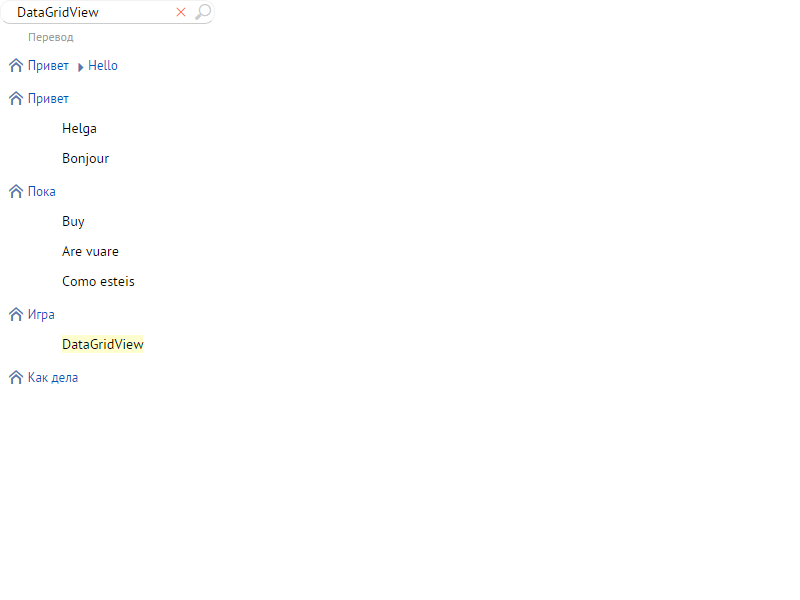 DataGridView
Перевод
Привет Hello
Привет
Helga
Bonjour
Пока
Buy
Are vuare
Como esteis
Игра
DataGridView
Как дела